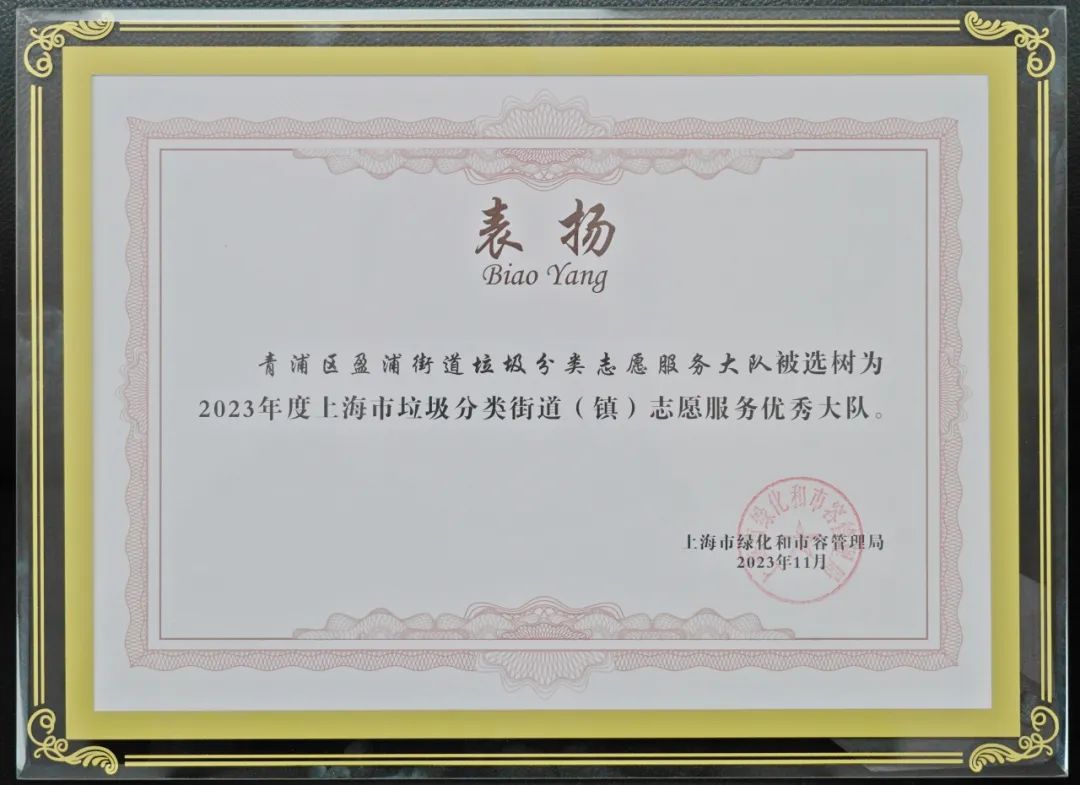 表扬
Biao Yang
青浦区盈浦街道垃圾分类志愿服务大队被选树为
2023年度上海市垃圾分类街道（镇）志愿服务优秀大队。
上海市绿化和市容管理局
2023年11月